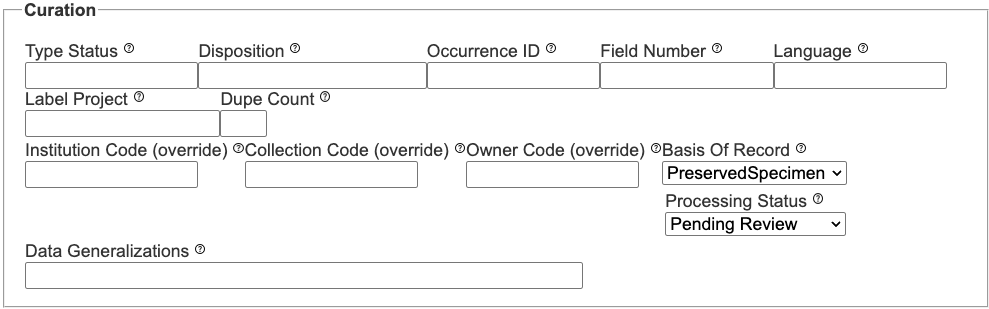 Curation
Type Status Disposition Occurrence ID Field Number Language
Label Project Dupe Count
Institution Code (override) Collection Code (override) Owner Code (override) Basis Of Record
PreservedSpecimen
Processing Status
Pending Review
Data Generalizations